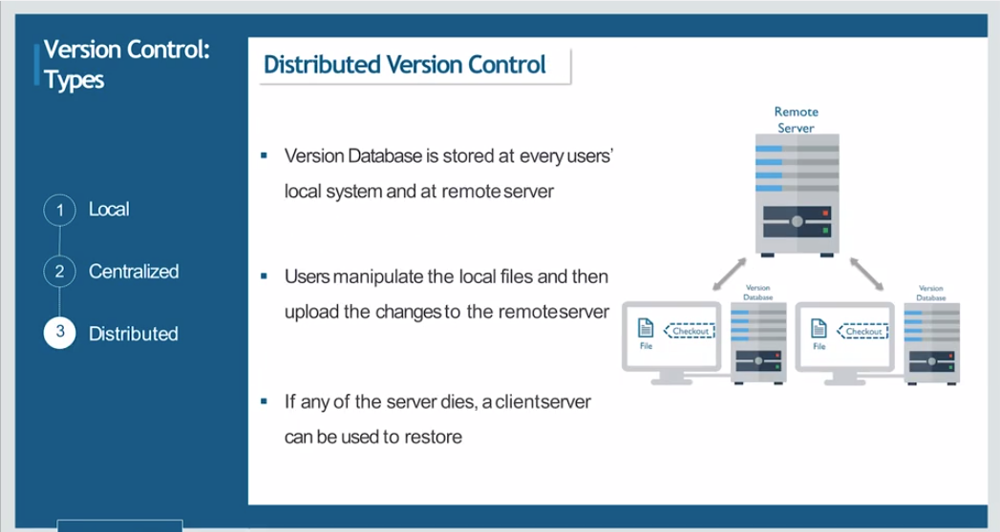 Version Control:
Types
1 Local
2 Centralized
3 Distributed
Distributed Version Control
Version Database is stored at every users’
local system and at remote server
Users manipulate the local files and then
upload the changes to the remote server
If any of the server dies, a client server
can be used to restore
Remote
Server
Version
Database
File
Checkout
Version
Database
File
Checkout